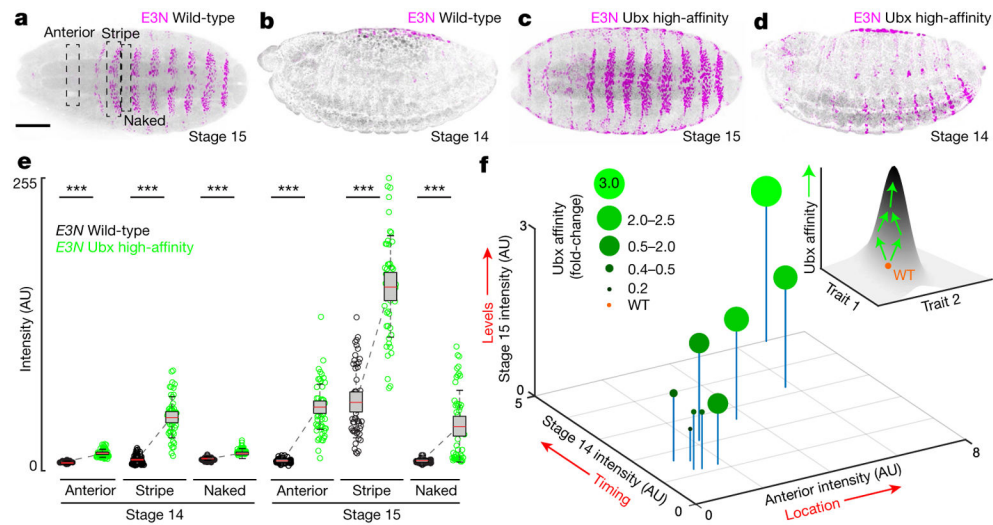 a
E3N Wild-type
Anterior
Stripe
Naked
Stage 15
b
E3N Wild-type
Stage 14
c
E3N Ubx high-affinity
Stage 15
d
E3N Ubx high-affinity
Stage 14
e
255
0
Intensity (AU)
*** *** *** *** *** ***
E3N Wild-type
E3N Ubx high-affinity
Anterior Stripe Naked Anterior Stripe Naked
Stage 14 Stage 15
f
Ubx affinity
(fold-change)
3.0
2.0–2.5
0.5–2.0
0.4–0.5
0.2
WT
Levels
Stage 15 intensity (AU)
3
0
5
Stage 14 intensity (AU)
Timing
0
0
Anterior intensity (AU)
Location
8
Ubx affinity
WT
Trait 1
Trait 2